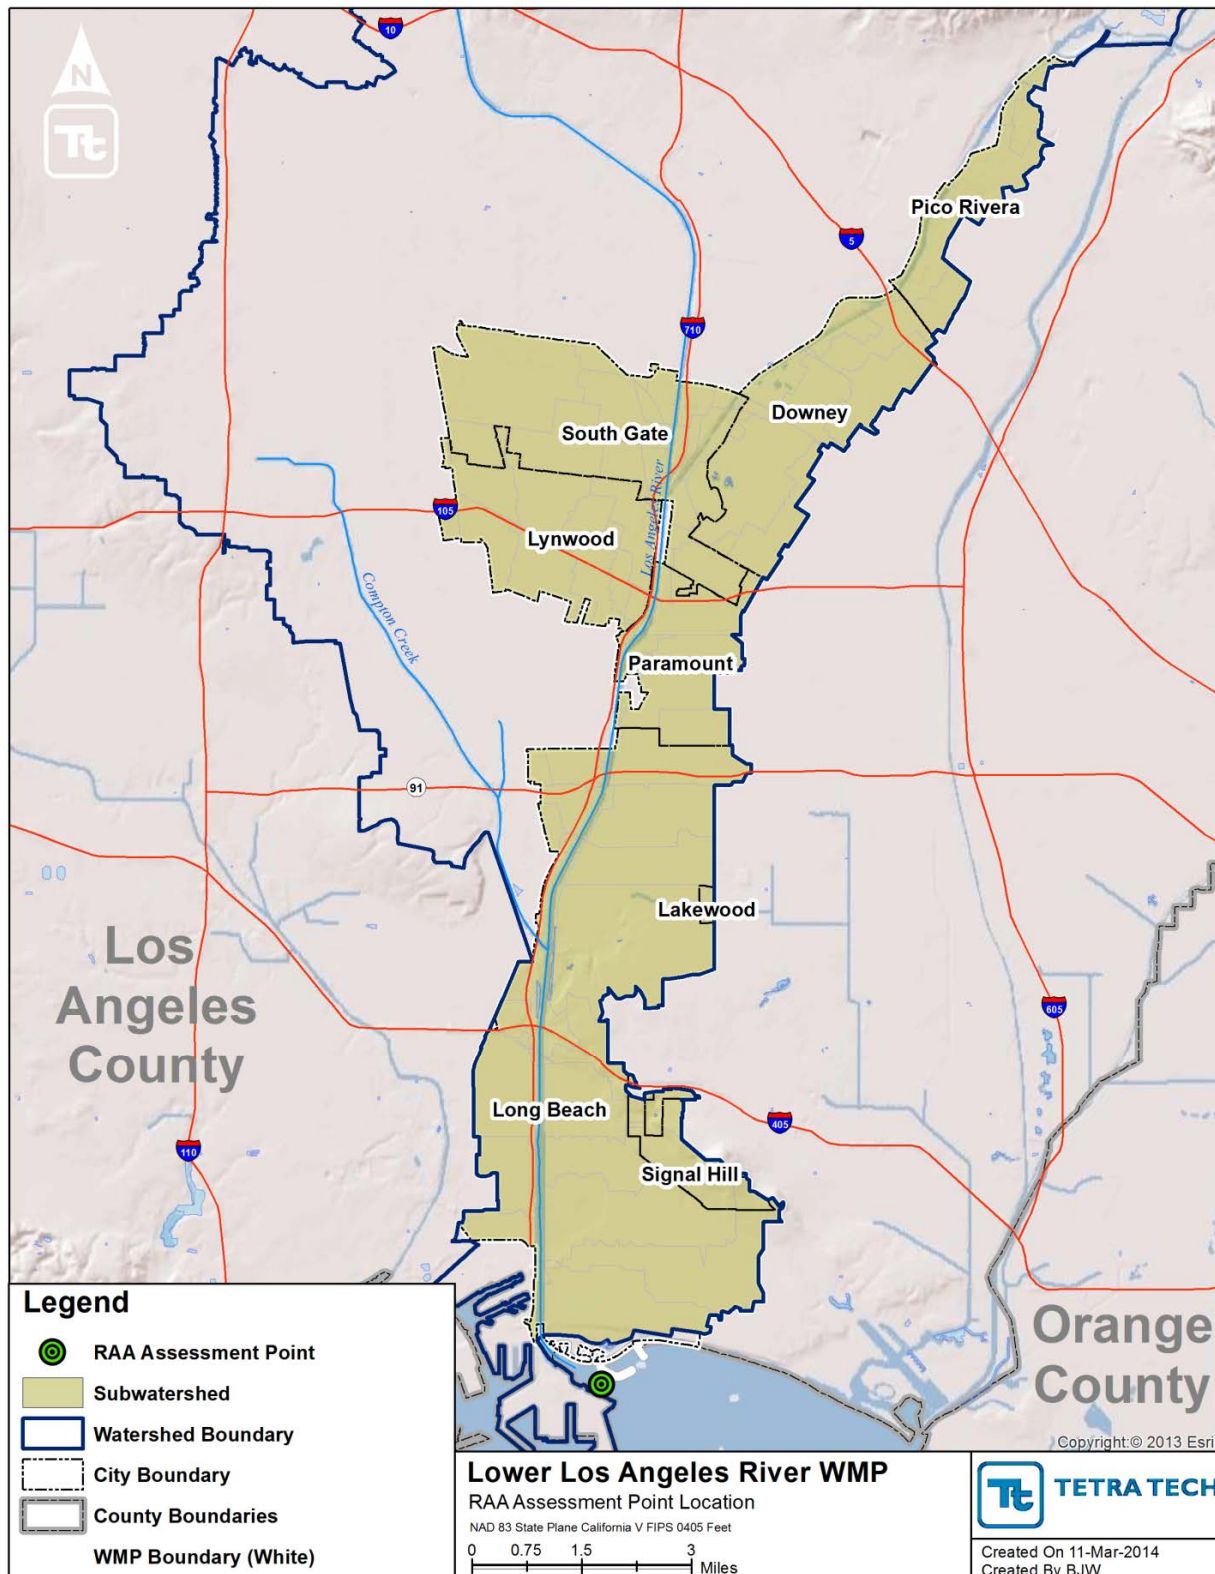 10
N
Tt
Pico Rivera
5
710
Downey
South Gate
Los Angeles River
105
Lynwood
Compton Creek
Paramount
91
Lakewood
Los
Angeles
County
605
Long Beach
405
110
Signal Hill
Orange
County
Copyright:© 2013 Esri
Legend
RAA Assessment Point
Subwatershed
Watershed Boundary
City Boundary
County Boundaries
WMP Boundary (White)
Lower Los Angeles River WMP
RAA Assessment Point Location
NAD 83 State Plane California V FIPS 0405 Feet
0 0.75 1.5 3
Miles
Tt TETRA TECH
Created On 11-Mar-2014
Created By BJW